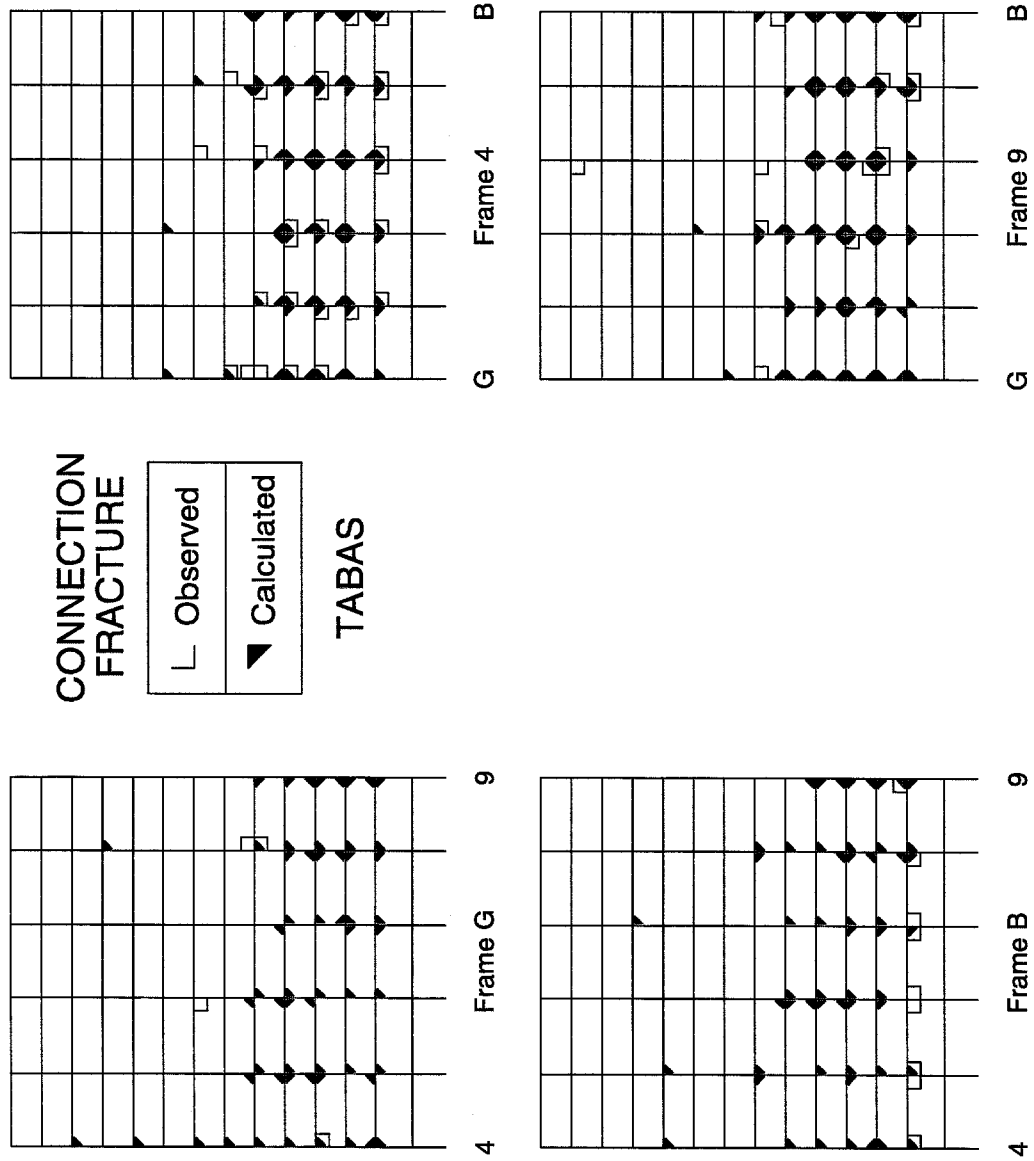 CONNECTION
FRACTURE
Observed
Calculated
TABAS
G Frame 4 B
G Frame 9 B
4 Frame G 9
4 Frame B 9